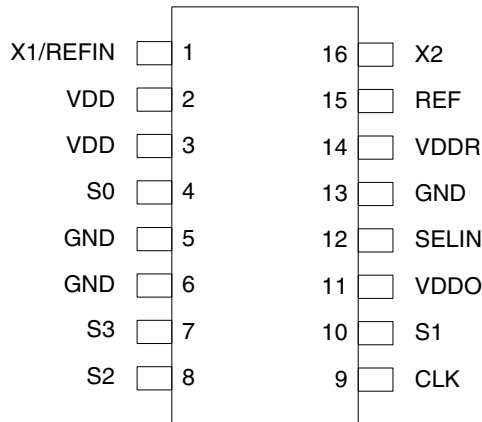 X1/REFIN 1 16 X2
VDD 2 15 REF
VDD 3 14 VDDR
S0 4 13 GND
GND 5 12 SELIN
GND 6 11 VDDO
S3 7 10 S1
S2 8 9 CLK